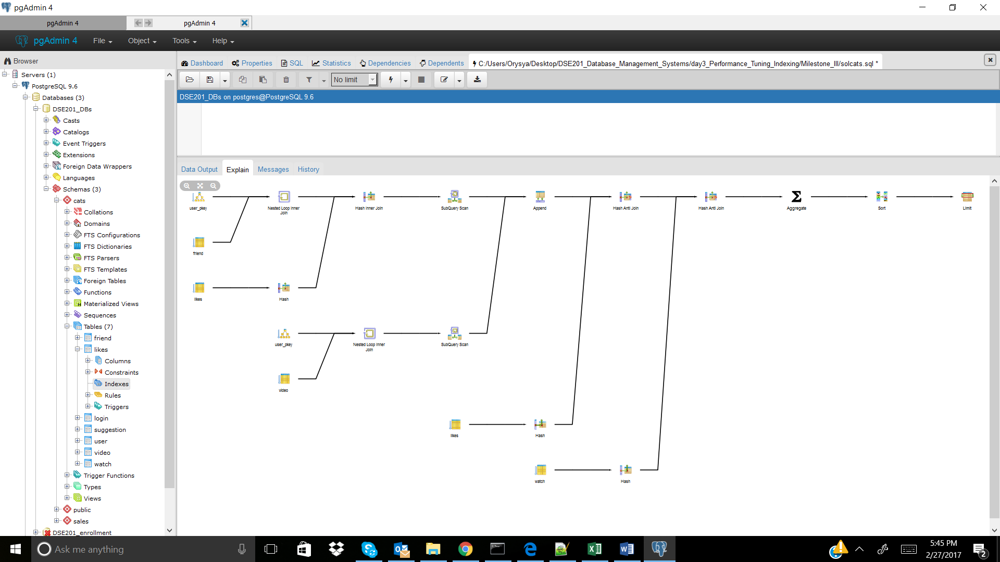 pgAdmin 4
pgAdmin 4
pgAdmin 4
pgAdmin 4 File Object Tools Help
Browser
Dashboard Properties SQL Statistics Dependencies Dependents C:/Users/Orysya/Desktop/DSE201_Database_Management_Systems/day3_Performance_Tuning_Indexing/Milestone_III/solcats.sql *
No limit
DSE201_DBs on postgres@PostgreSQL 9.6
Servers (1)
PostgreSQL 9.6
Databases (3)
DSE201_DBs
Casts
Catalogs
Event Triggers
Extensions
Foreign Data Wrappers
Languages
Schemas (3)
cats
Collations
Domains
FTS Configurations
FTS Dictionaries
FTS Parsers
FTS Templates
Foreign Tables
Functions
Materialized Views
Sequences
Tables (7)
friend
likes
Columns
Constraints
Indexes
Rules
Triggers
login
suggestion
user
video
watch
Trigger Functions
Types
Views
public
sales
DSE201_enrollment
Data Output Explain Messages History
user_pkey
Nested Loop Inner
Join
Hash Inner Join
SubQuery Scan
Append
Hash Anti Join
Hash Anti Join
Aggregate
Sort
Limit
friend
likes
Hash
user_pkey
Nested Loop Inner
Join
SubQuery Scan
video
likes
Hash
watch
Hash
Ask me anything
5:45 PM
2/27/2017
2